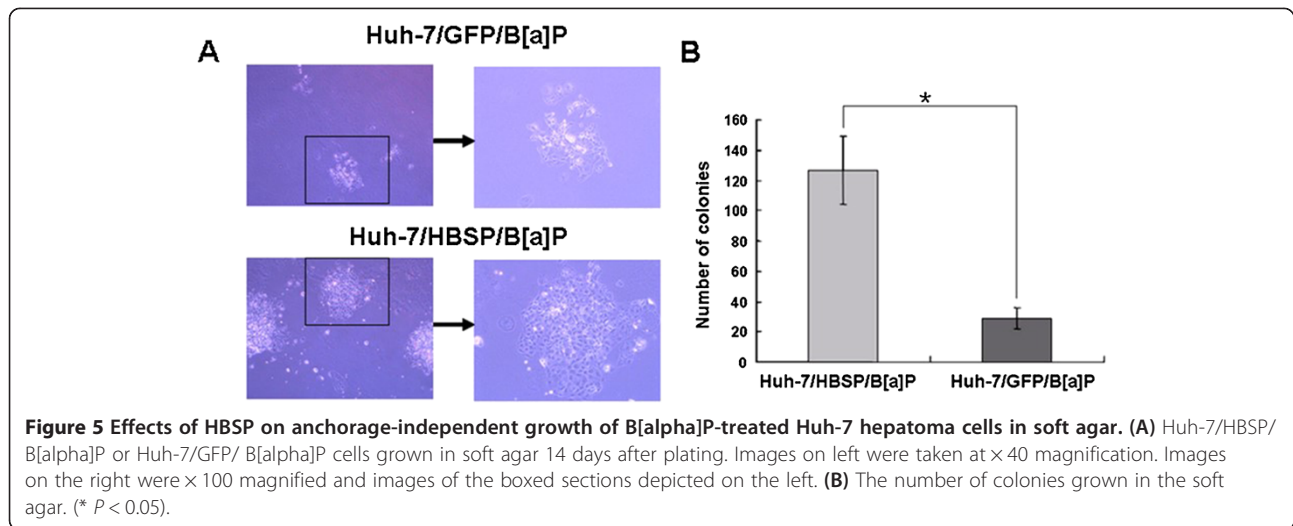 Huh-7/GFP/B[a]P
A
B
Huh-7/HBSP/B[a]P
*
160
140
120
100
80
60
40
20
0
Number of colonies
Huh-7/HBSP/B[a]P
Huh-7/GFP/B[a]P
Figure 5 Effects of HBSP on anchorage-independent growth of B[alpha]P-treated Huh-7 hepatoma cells in soft agar. (A) Huh-7/HBSP/
B[alpha]P or Huh-7/GFP/ B[alpha]P cells grown in soft agar 14 days after plating. Images on left were taken at × 40 magnification. Images
on the right were × 100 magnified and images of the boxed sections depicted on the left. (B) The number of colonies grown in the soft
agar. (* P < 0.05).